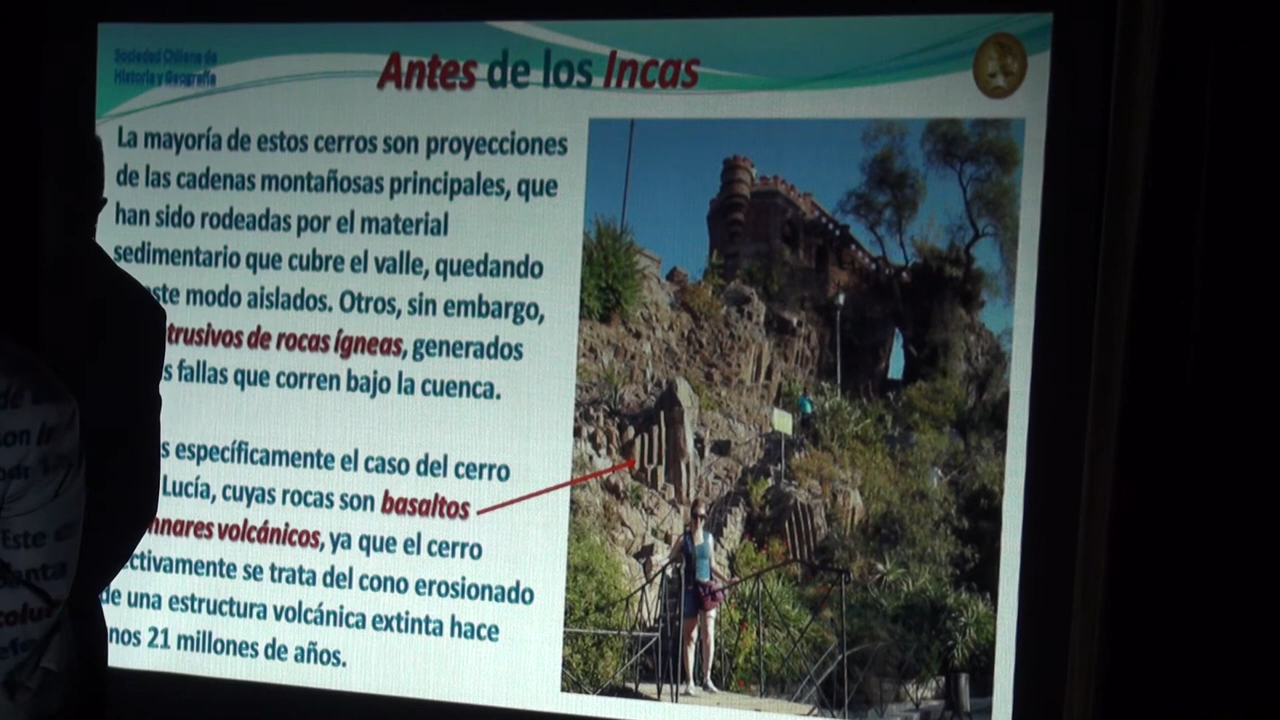 Sociedad Chilena de
Historia y Geografía
Antes de los Incas
La mayoría de estos cerros son proyecciones
de las cadenas montañosas principales, que
han sido rodeadas por el material
sedimentario que cubre el valle, quedando
ste modo aislados. Otros, sin embargo,
trusivos de rocas ígneas, generados
s fallas que corren bajo la cuenca.
s específicamente el caso del cerro
Lucía, cuyas rocas son basaltos
nnares volcánicos, ya que el cerro
ctivamente se trata del cono erosionado
de una estructura volcánica extinta hace
nos 21 millones de años.
de
son
Este